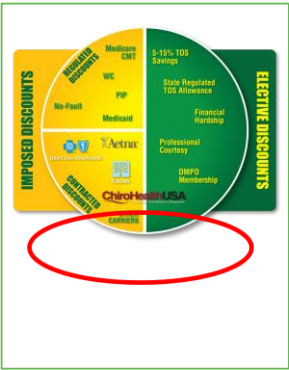 IMPOSED DISCOUNTS
REGULATED DISCOUNTS
Medicare
CMT
WC
PIP
No-Fault
Medicaid
Aetna
CONTRACTED DISCOUNTS
ChiroHealthUSA
CARRIERS
5-15% TOS
Savings
State Regulated
TOS Allowance
Financial
Hardship
Professional
Courtesy
DMPO
Membership
ELECTIVE DISCOUNTS